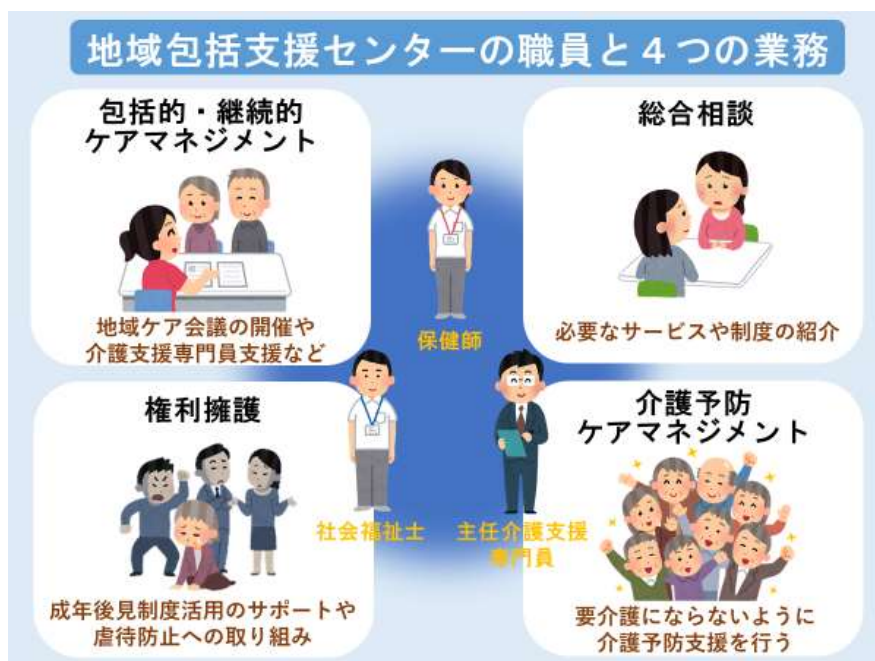 地域包括支援センターの職員と４つの業務
包括的・継続的
ケアマネジメント
地域ケア会議の開催や
介護支援専門員支援など
総合相談
必要なサービスや制度の紹介
保健師
社会福祉士
主任介護支援
専門員
権利擁護
成年後見制度活用のサポートや
虐待防止への取り組み
介護予防
ケアマネジメント
要介護にならないように
介護予防支援を行う